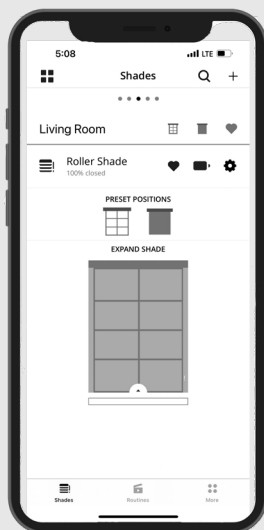 5:08 LTE
Shades
Living Room
Roller Shade
100% closed
PRESET POSITIONS
EXPAND SHADE
Shades Routines More